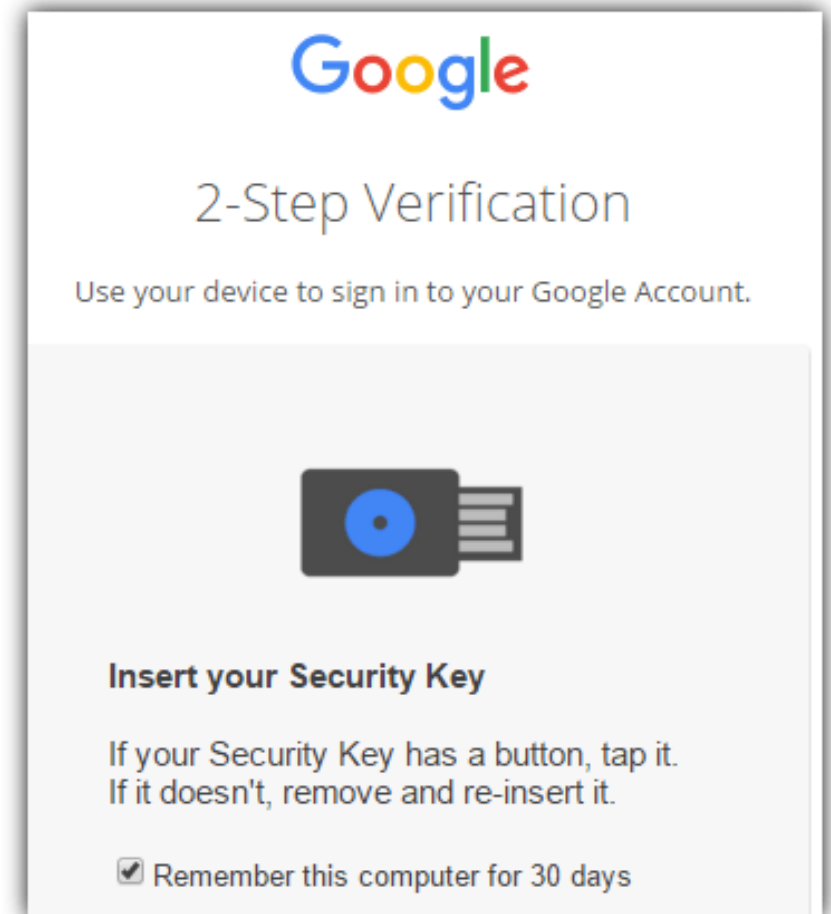 Google
2-Step Verification
Use your device to sign in to your Google Account.
Insert your Security Key
If your Security Key has a button, tap it.
If it doesn't, remove and re-insert it.
Remember this computer for 30 days